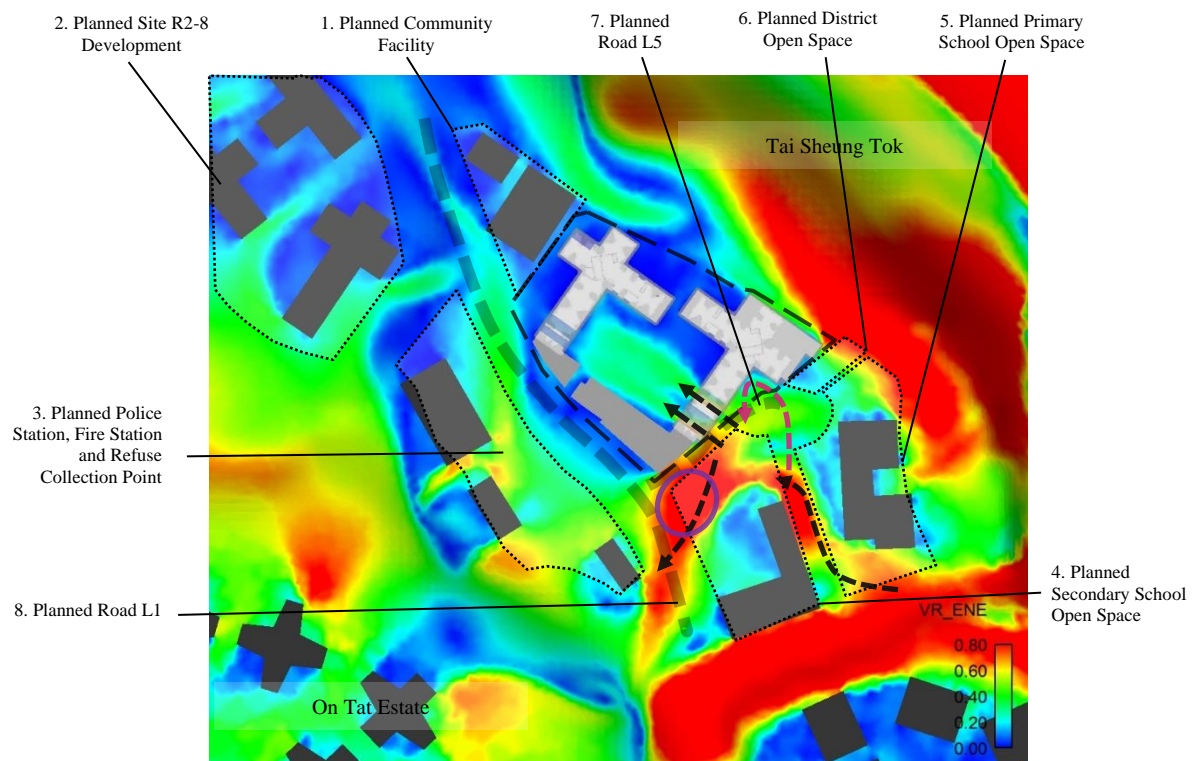 2. Planned Site R2-8
Development
1. Planned Community
Facility
7. Planned
Road L5
6. Planned District
Open Space
5. Planned Primary
School Open Space
Tai Sheung Tok
3. Planned Police
Station, Fire Station
and Refuse
Collection Point
8. Planned Road L1
4. Planned
Secondary School
Open Space
On Tat Estate
VR_ENE
0.80
0.60
0.40
0.20
0.00